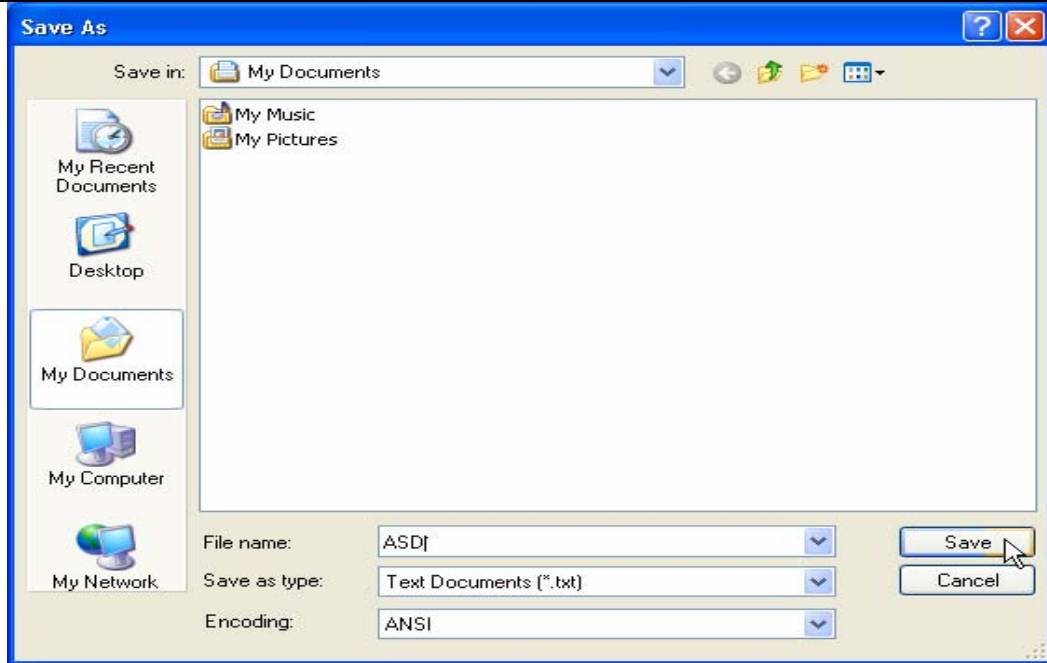 Save As
Save in: My Documents
My Recent
Documents
Desktop
My Documents
My Computer
My Network
My Music
My Pictures
File name: ASD
Save as type: Text Documents (*.txt)
Encoding: ANSI
Save
Cancel